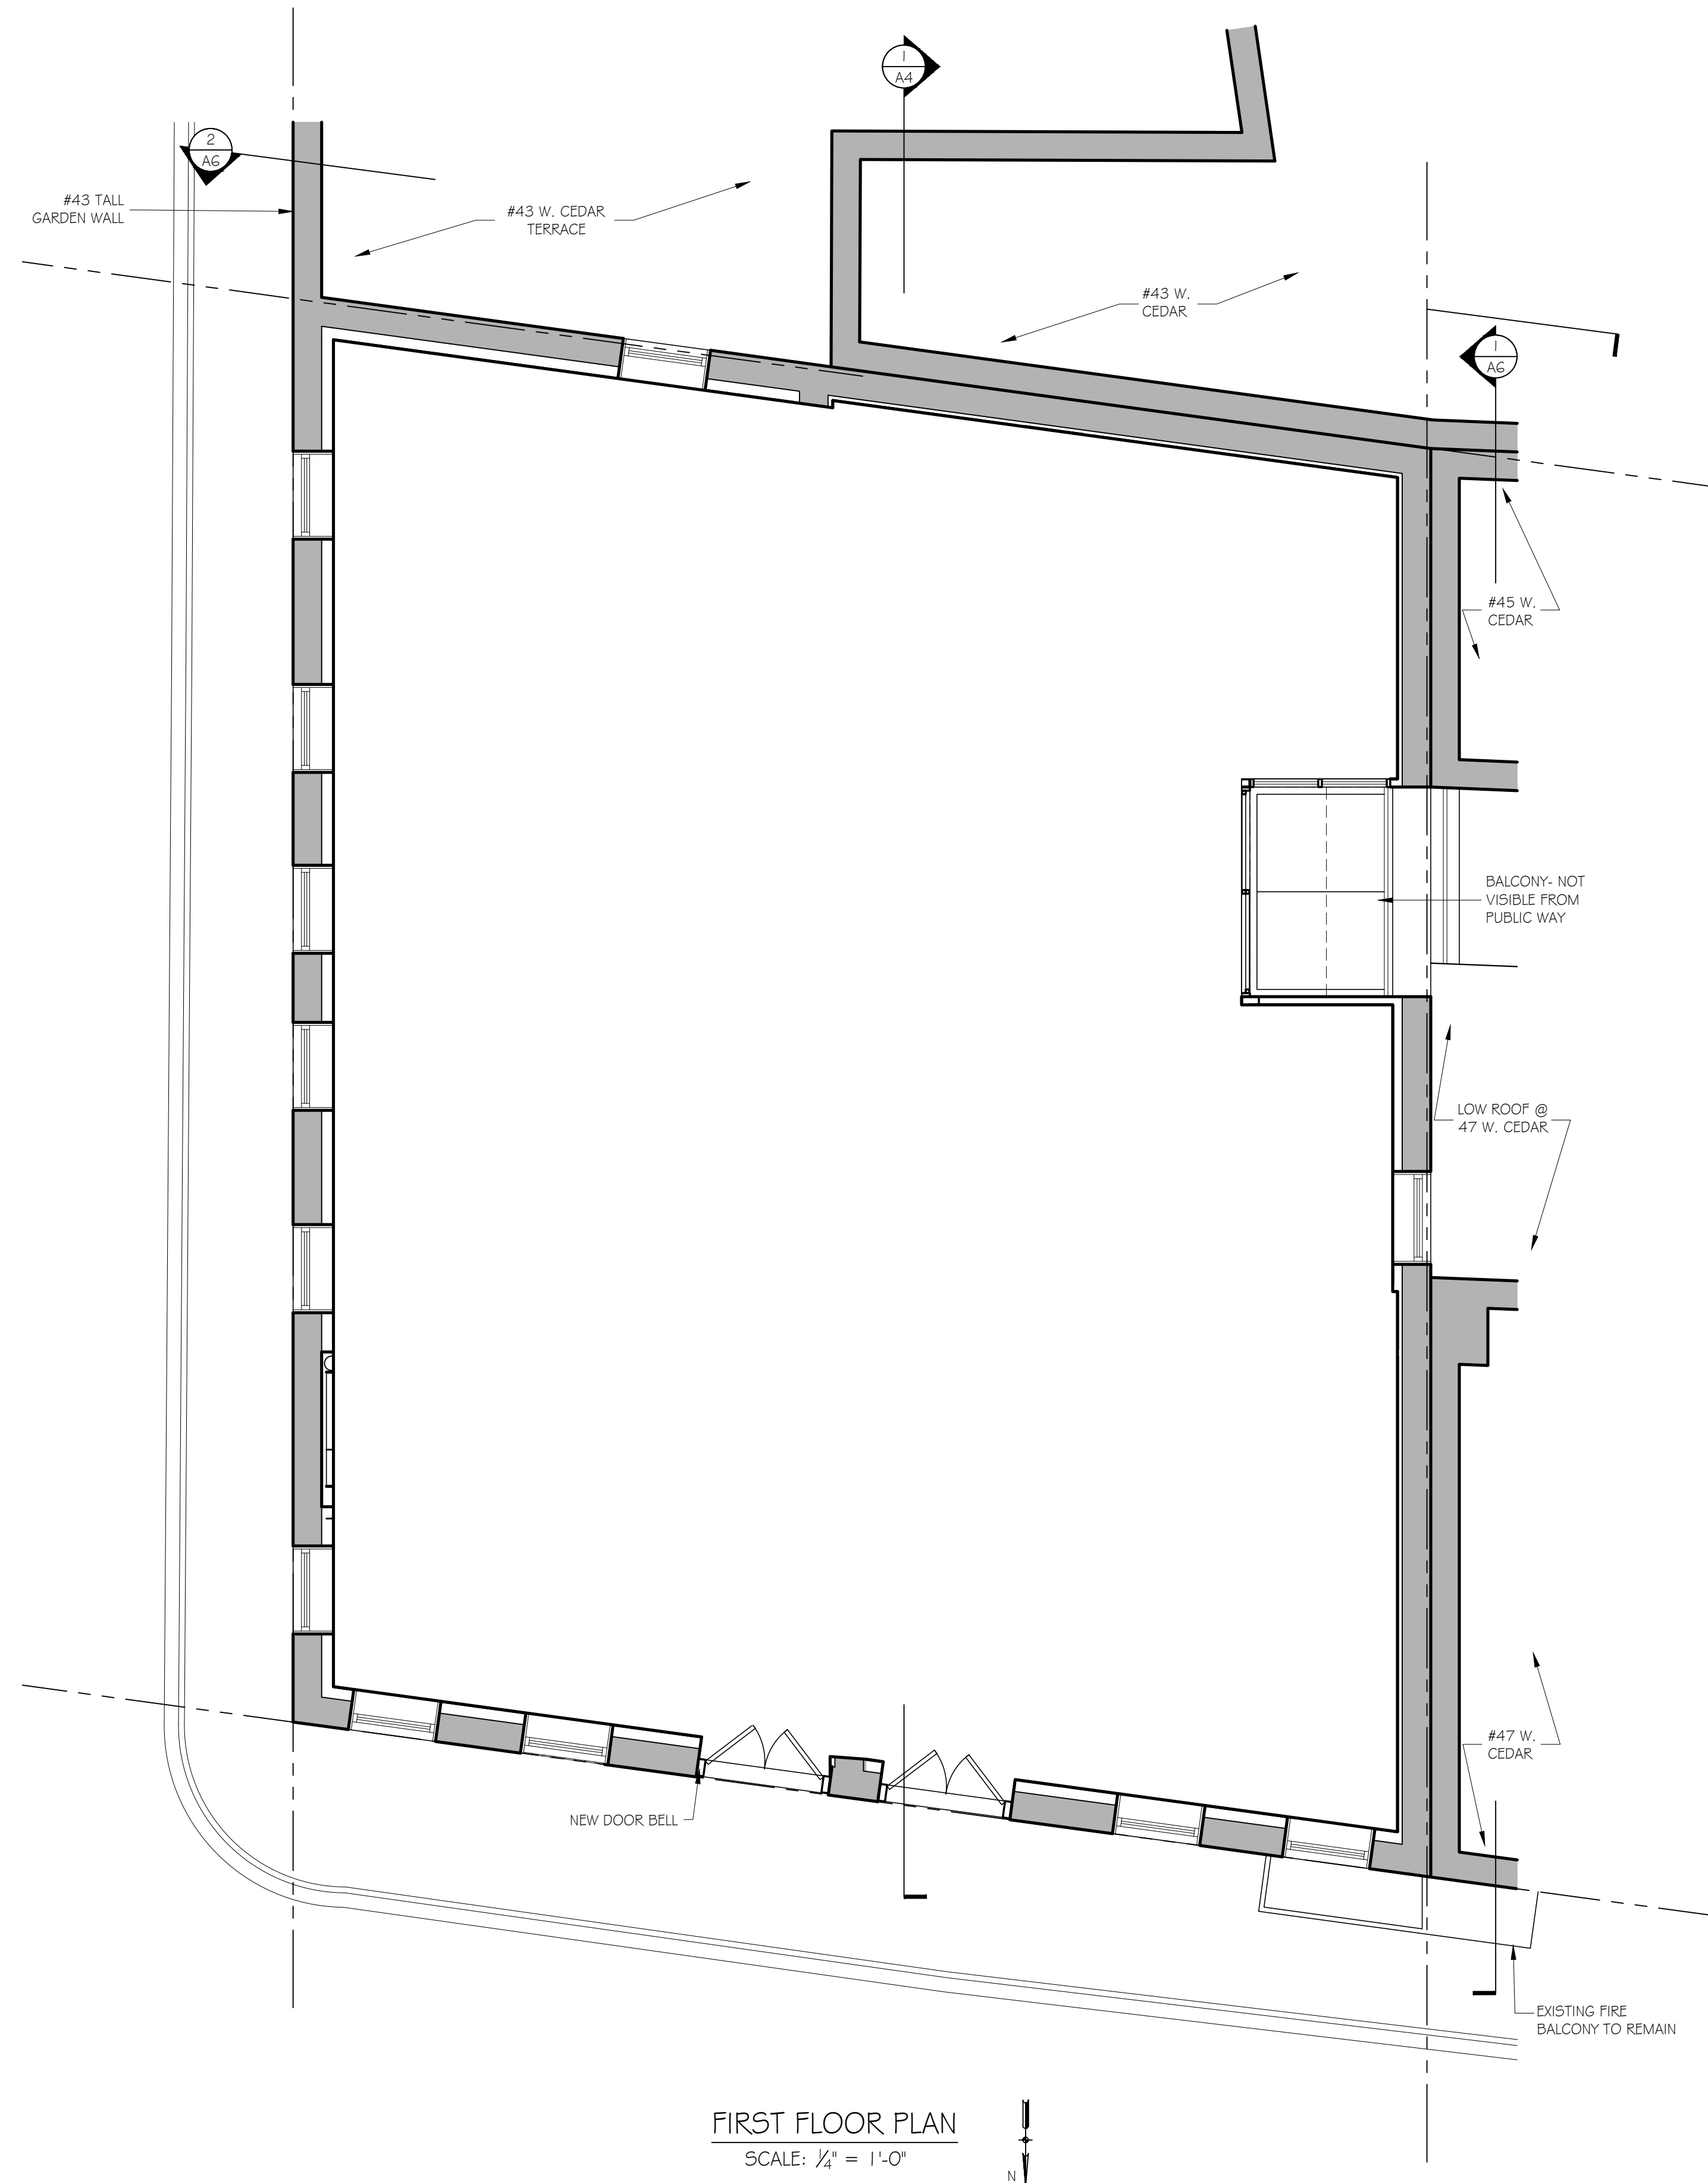 1
A4
2
A6
#43 TALL
GARDEN WALL
#43 W. CEDAR
TERRACE
#43 W.
CEDAR
1
A6
#45 W.
CEDAR
BALCONY- NOT
VISIBLE FROM
PUBLIC WAY
LOW ROOF @
47 W. CEDAR
#47 W.
CEDAR
NEW DOOR BELL
EXISTING FIRE
BALCONY TO REMAIN
FIRST FLOOR PLAN
SCALE: 1/4" = 1'-0"
N